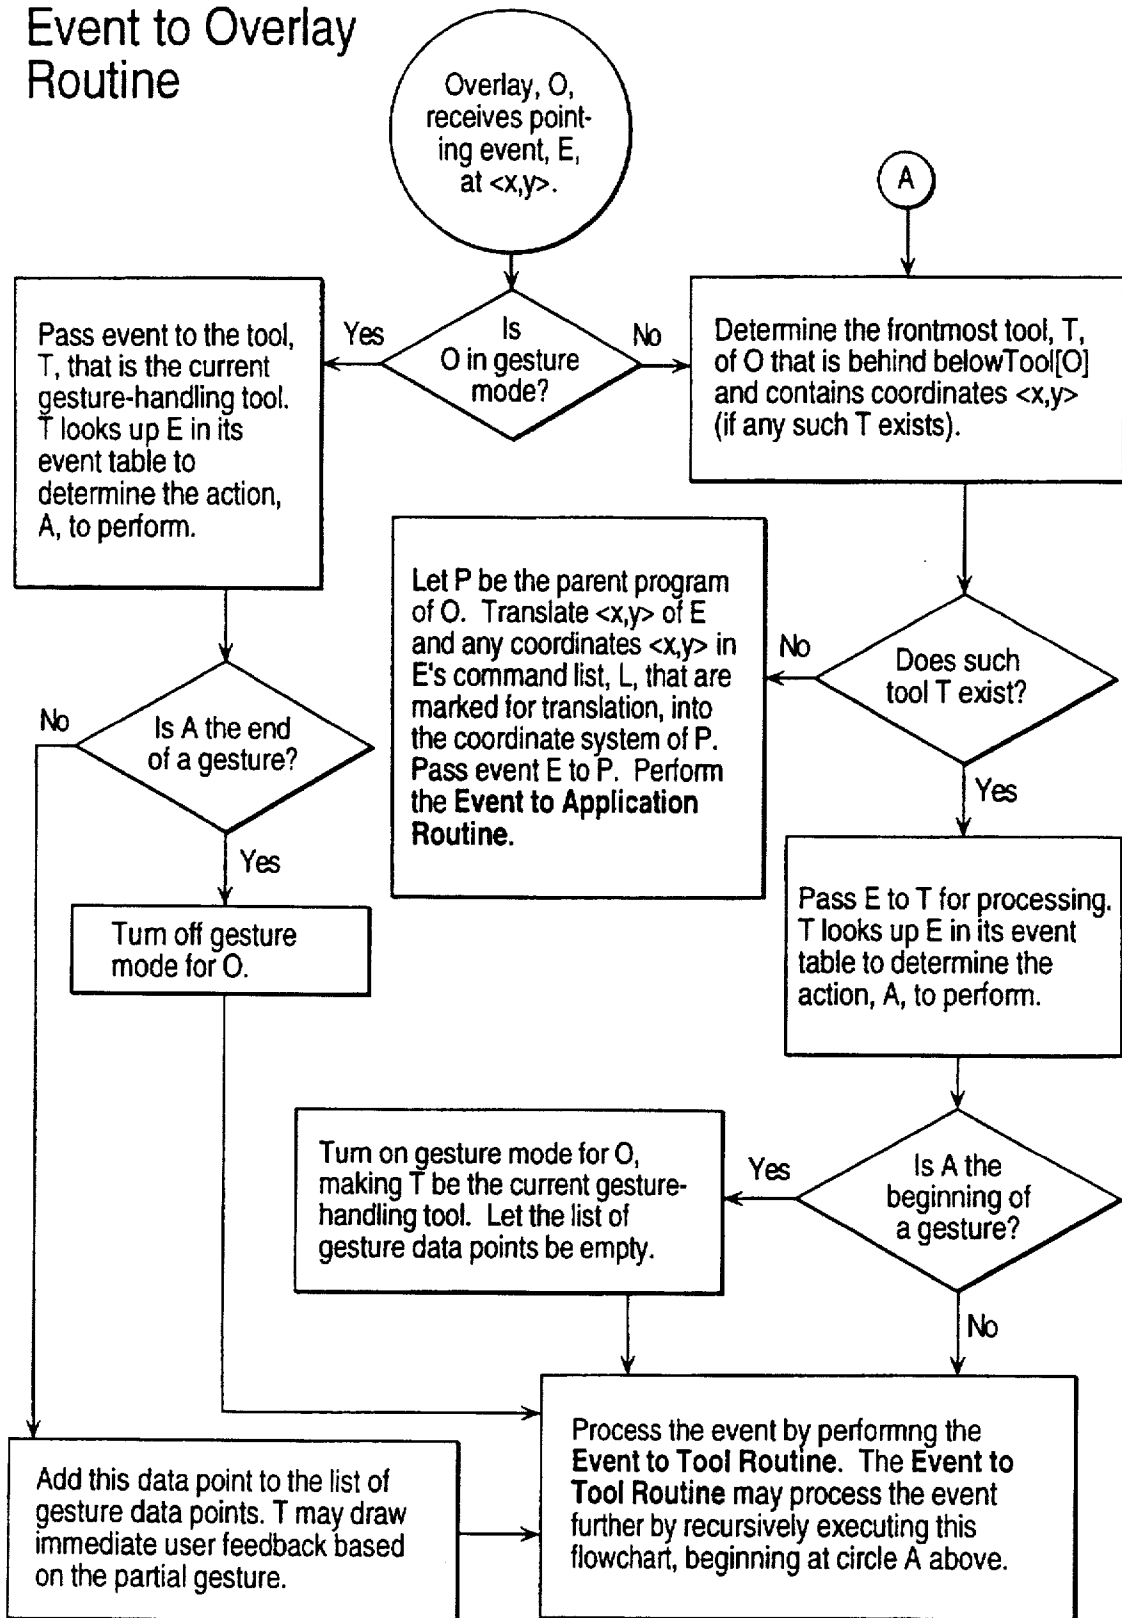 Event to Overlay
Routine
Overlay, O,
receives point-
ing event, E,
at <x,y>.
A
Pass event to the tool,
T, that is the current
gesture-handling tool.
T looks up E in its
event table to
determine the action,
A, to perform.
Yes
Is
O in gesture
mode?
No
Determine the frontmost tool, T,
of O that is behind belowTool[O]
and contains coordinates <x,y>
(if any such T exists).
Let P be the parent program
of O. Translate <x,y> of E
and any coordinates <x,y> in
E's command list, L, that are
marked for translation, into
the coordinate system of P.
Pass event E to P. Perform
the Event to Application
Routine.
No
Does such
tool T exist?
Yes
No
Is A the end
of a gesture?
Yes
Turn off gesture
mode for O.
Pass E to T for processing.
T looks up E in its event
table to determine the
action, A, to perform.
Turn on gesture mode for O,
making T be the current gesture-
handling tool. Let the list of
gesture data points be empty.
Yes
Is A the
beginning of
a gesture?
No
Add this data point to the list of
gesture data points. T may draw
immediate user feedback based
on the partial gesture.
Process the event by performng the
Event to Tool Routine. The Event to
Tool Routine may process the event
further by recursively executing this
flowchart, beginning at circle A above.